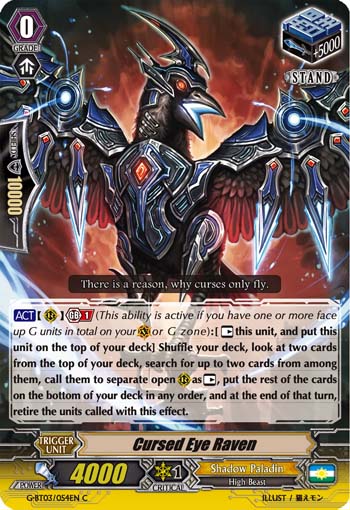 0
GRADE
+5000
STAND
SHIELD
10000
There is a reason, why curses only fly.
ACT [ ] GB 1 (This ability is active if you have one or more face
up G units in total on your or G zone):[ this unit, and put this
unit on the top of your deck] Shuffle your deck, look at two cards
from the top of your deck, search for up to two cards from among
them, call them to separate open as , put the rest of the cards
on the bottom of your deck in any order, and at the end of that turn,
retire the units called with this effect.
TRIGGER
UNIT
Cursed Eye Raven
POWER
4000
1
CRITICAL
Shadow Paladin
High Beast
G-BT03/054EN C
ILLUST / 猫えモン